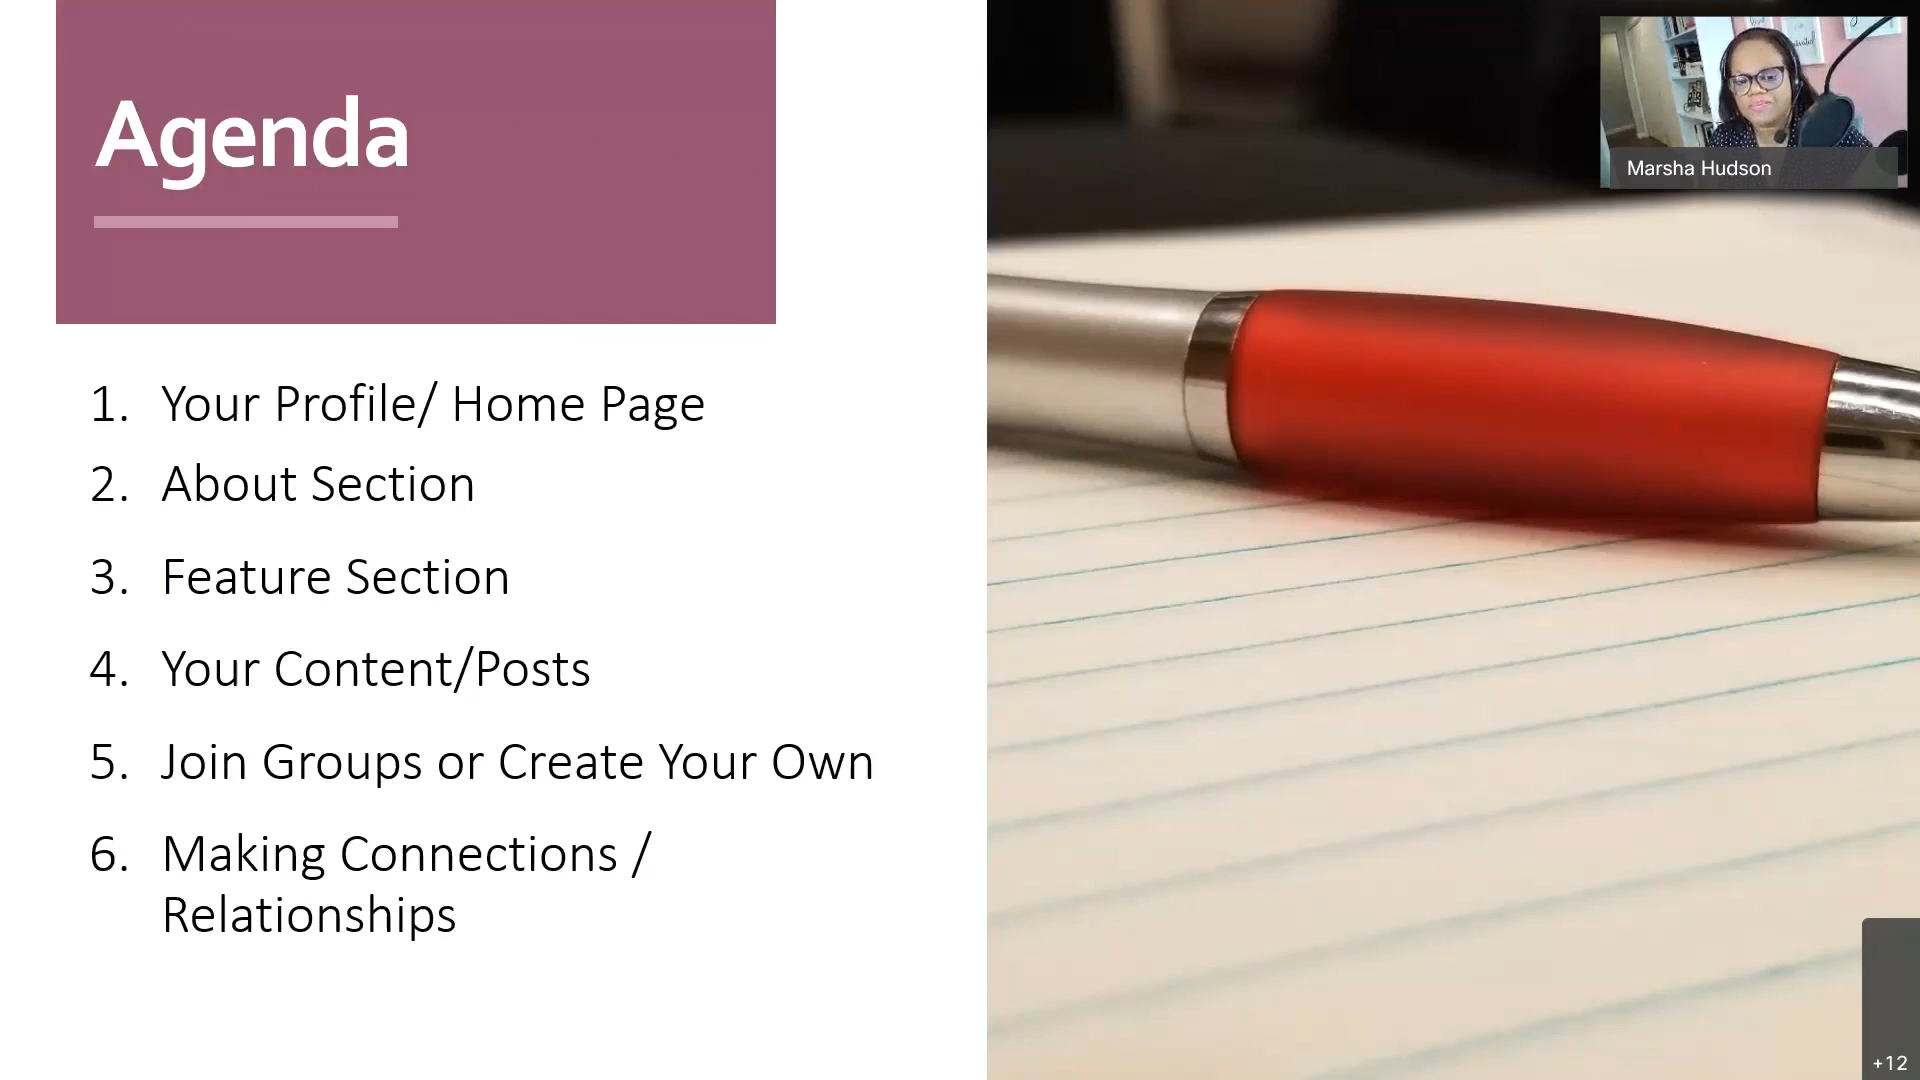 Agenda
1. Your Profile/ Home Page
2. About Section
3. Feature Section
4. Your Content/Posts
5. Join Groups or Create Your Own
6. Making Connections /
Relationships
Marsha Hudson
+12